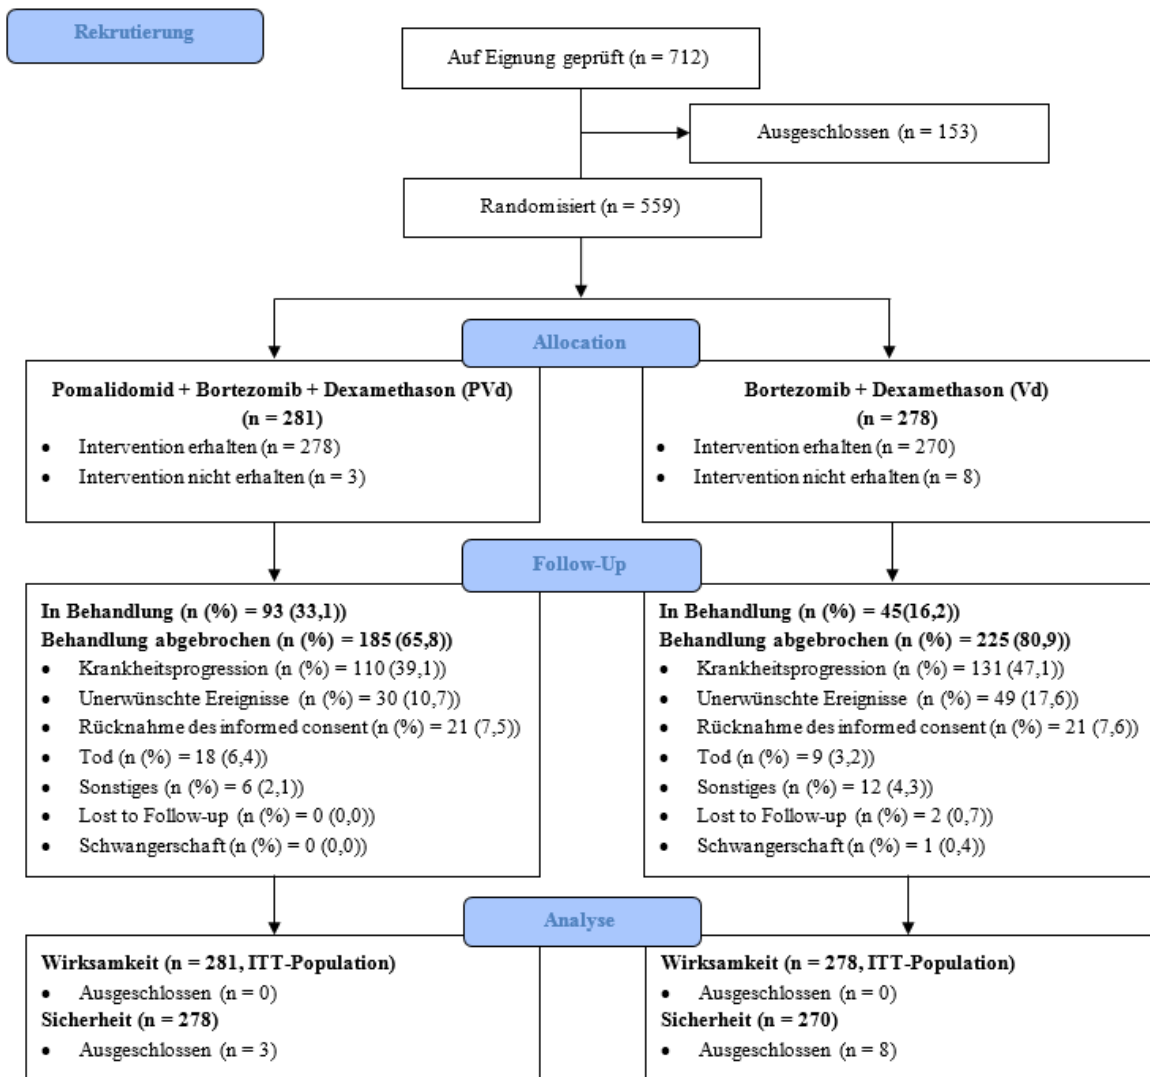 Rekrutierung
Auf Eignung geprüft (n = 712)
Ausgeschlossen (n = 153)
Randomisiert (n = 559)
Allocation
Pomalidomid + Bortezomib + Dexamethason (PVd)
(n = 281)
• Intervention erhalten (n = 278)
• Intervention nicht erhalten (n = 3)
Bortezomib + Dexamethason (Vd)
(n = 278)
• Intervention erhalten (n = 270)
• Intervention nicht erhalten (n = 8)
Follow-Up
In Behandlung (n (%) = 93 (33,1))
Behandlung abgebrochen (n (%) = 185 (65,8))
• Krankheitsprogression (n (%) = 110 (39,1))
• Unerwünschte Ereignisse (n (%) = 30 (10,7))
• Rücknahme des informed consent (n (%) = 21 (7,5))
• Tod (n (%) = 18 (6,4))
• Sonstiges (n (%) = 6 (2,1))
• Lost to Follow-up (n (%) = 0 (0,0))
• Schwangerschaft (n (%) = 0 (0,0))
In Behandlung (n (%) = 45(16,2))
Behandlung abgebrochen (n (%) = 225 (80,9))
• Krankheitsprogression (n (%) = 131 (47,1))
• Unerwünschte Ereignisse (n (%) = 49 (17,6))
• Rücknahme des informed consent (n (%) = 21 (7,6))
• Tod (n (%) = 9 (3,2))
• Sonstiges (n (%) = 12 (4,3))
• Lost to Follow-up (n (%) = 2 (0,7))
• Schwangerschaft (n (%) = 1 (0,4))
Analyse
Wirksamkeit (n = 281, ITT-Population)
• Ausgeschlossen (n = 0)
Sicherheit (n = 278)
• Ausgeschlossen (n = 3)
Wirksamkeit (n = 278, ITT-Population)
• Ausgeschlossen (n = 0)
Sicherheit (n = 270)
• Ausgeschlossen (n = 8)